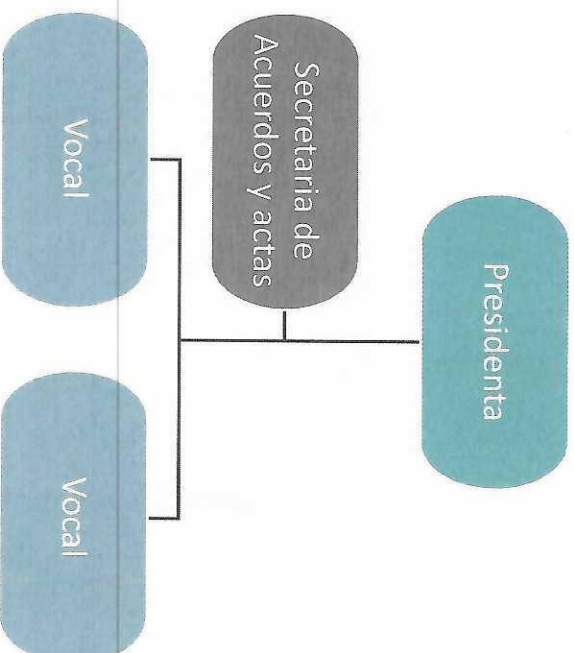 Presidenta
Secretaria de
Acuerdos y actas
Vocal
Vocal